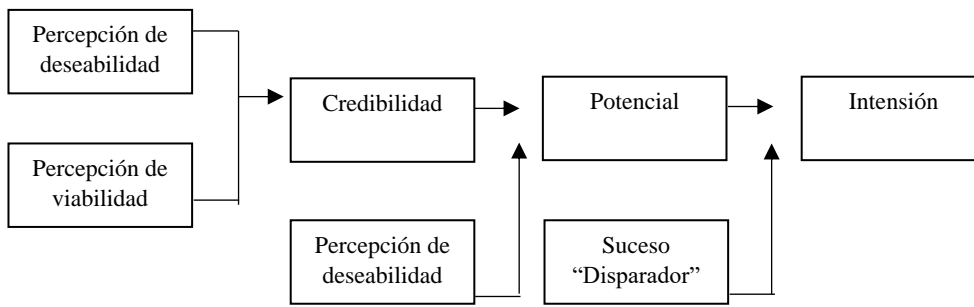 Percepción de
deseabilidad
Credibilidad
Potencial
Intensión
Percepción de
viabilidad
Percepción de
deseabilidad
Suceso
“Disparador”